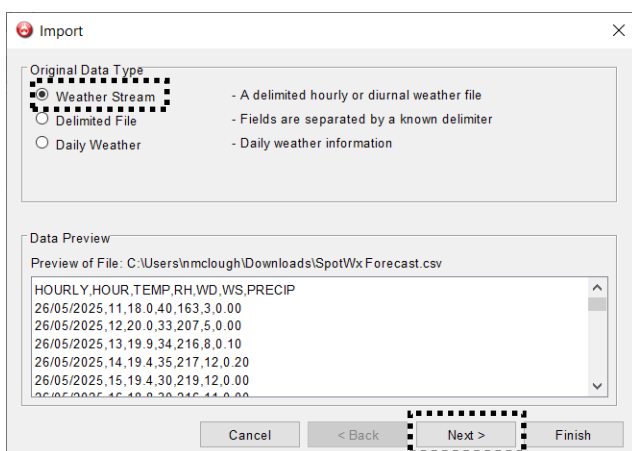 Import
Original Data Type
Weather Stream - A delimited hourly or diurnal weather file
Delimited File - Fields are separated by a known delimiter
Daily Weather - Daily weather information
Data Preview
Preview of File: C:\Users\nmclough\Downloads\SpotWx Forecast.csv
HOURLY,HOUR,TEMP,RH,WD,WS,PRECIP
26/05/2025,11,18.0,40,163,3,0.00
26/05/2025,12,20.0,33,207,5,0.00
26/05/2025,13,19.9,34,216,8,0.10
26/05/2025,14,19.4,35,217,12,0.20
26/05/2025,15,19.4,30,219,12,0.00
Cancel < Back Next > Finish